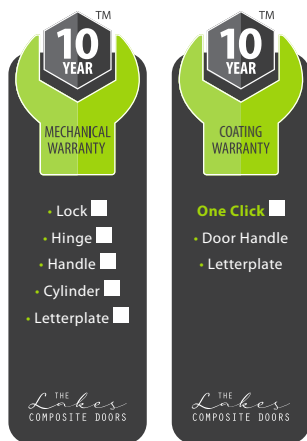 TM
10
YEAR
MECHANICAL
WARRANTY
• Lock
• Hinge
• Handle
• Cylinder
• Letterplate
THE
Lakes
COMPOSITE DOORS
TM
10
YEAR
COATING
WARRANTY
One Click
• Door Handle
• Letterplate
THE
Lakes
COMPOSITE DOORS